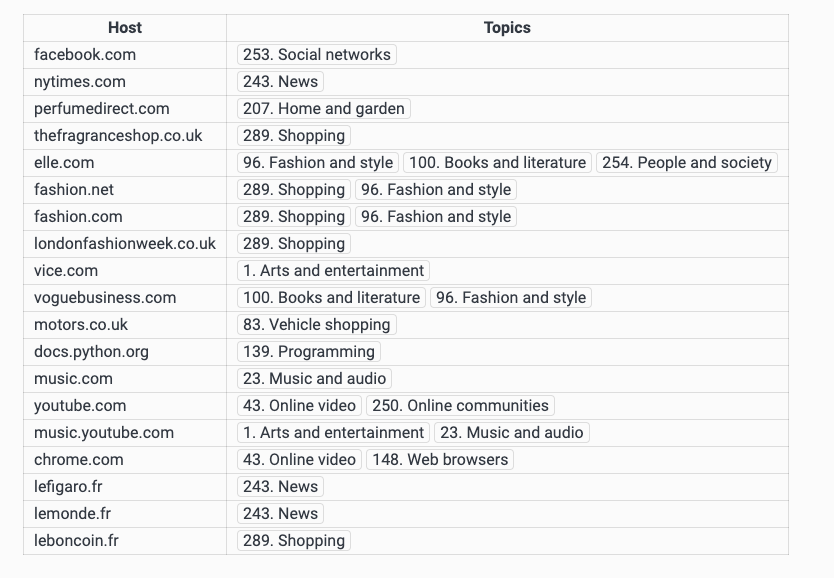 Host Topics
facebook.com 253. Social networks
nytimes.com 243. News
perfumedirect.com 207. Home and garden
thefragranceshop.co.uk 289. Shopping
elle.com 96. Fashion and style 100. Books and literature 254. People and society
fashion.net 289. Shopping 96. Fashion and style
fashion.com 289. Shopping 96. Fashion and style
londonfashionweek.co.uk 289. Shopping
vice.com 1. Arts and entertainment
voguebusiness.com 100. Books and literature 96. Fashion and style
motors.co.uk 83. Vehicle shopping
docs.python.org 139. Programming
music.com 23. Music and audio
youtube.com 43. Online video 250. Online communities
music.youtube.com 1. Arts and entertainment 23. Music and audio
chrome.com 43. Online video 148. Web browsers
lefigaro.fr 243. News
lemonde.fr 243. News
leboncoin.fr 289. Shopping